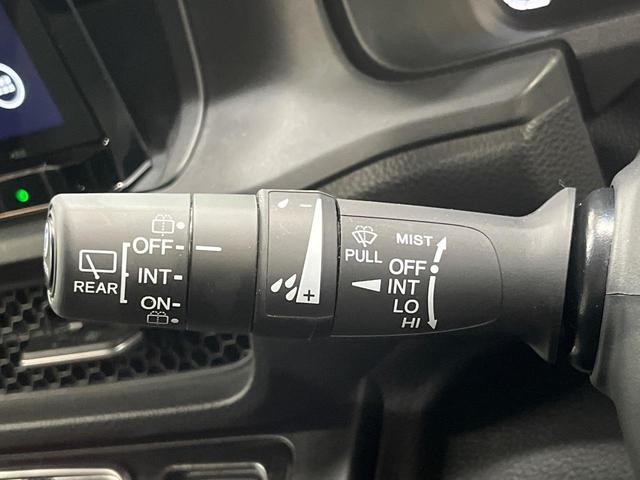 OFF
INT
ON
REAR
-
+
PULL
MIST
OFF
INT
LO
HI